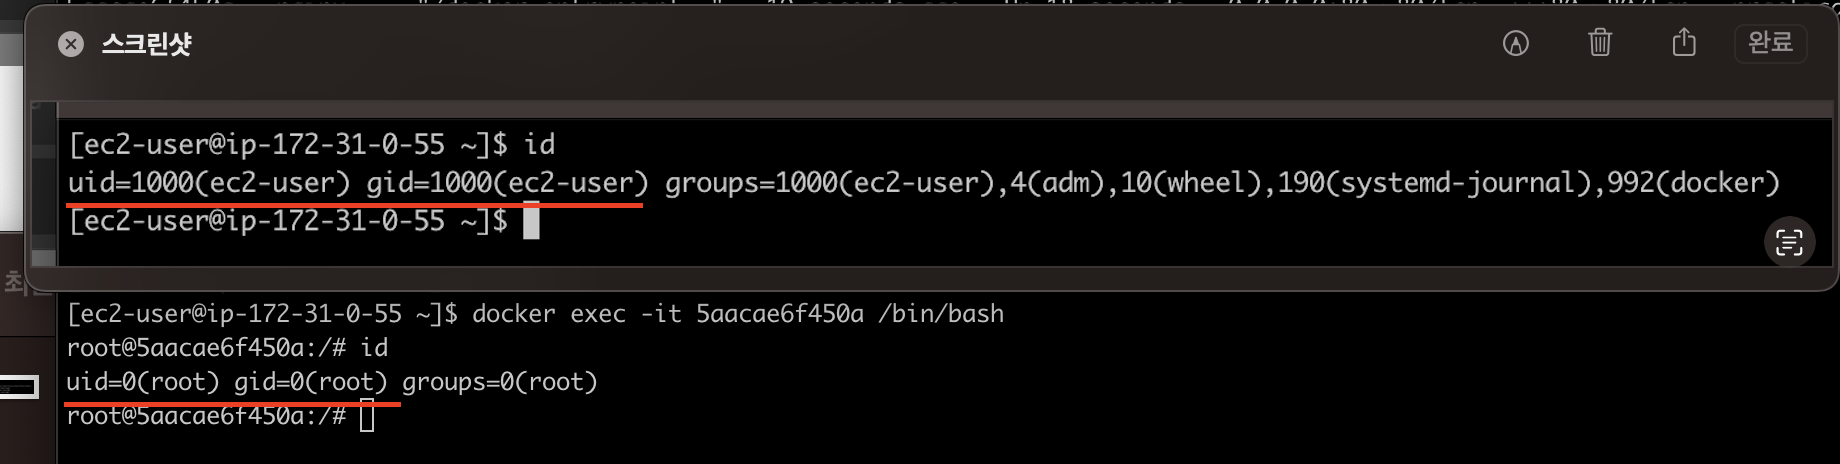 스크린샷
완료
[ec2-user@ip-172-31-0-55 ~]$ id
uid=1000(ec2-user) gid=1000(ec2-user) groups=1000(ec2-user),4(adm),10(wheel),190(systemd-journal),992(docker)
[ec2-user@ip-172-31-0-55 ~]$
[ec2-user@ip-172-31-0-55 ~]$ docker exec -it 5aacae6f450a /bin/bash
root@5aacae6f450a:/# id
uid=0(root) gid=0(root) groups=0(root)
root@5aacae6f450a:/#